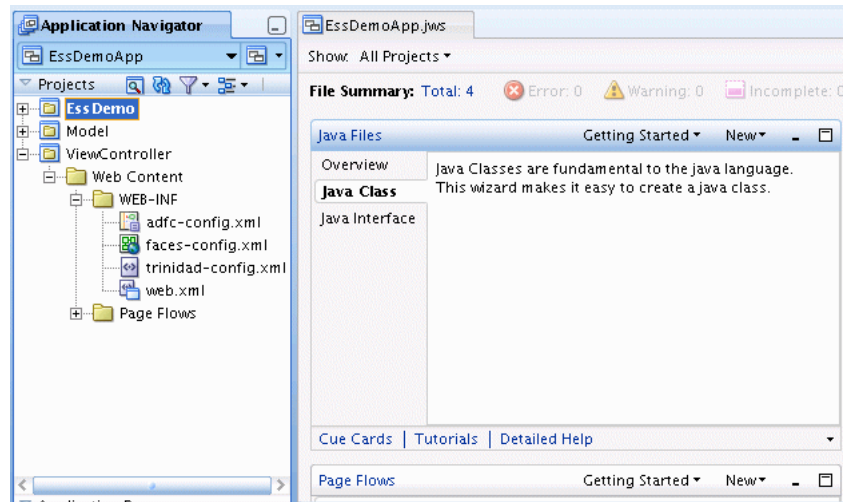 Application Navigator
EssDemoApp
Projects
EssDemo
Model
ViewController
Web Content
WEB-INF
adfc-config.xml
faces-config.xml
trinidad-config.xml
web.xml
Page Flows
EssDemoApp.jws
Show: All Projects
File Summary: Total: 4 Error: 0 Warning: 0 Incomplete: 0
Java Files Getting Started New
Overview
Java Class
Java Interface
Java Classes are fundamental to the java language.
This wizard makes it easy to create a java class.
Cue Cards | Tutorials | Detailed Help
Page Flows Getting Started New